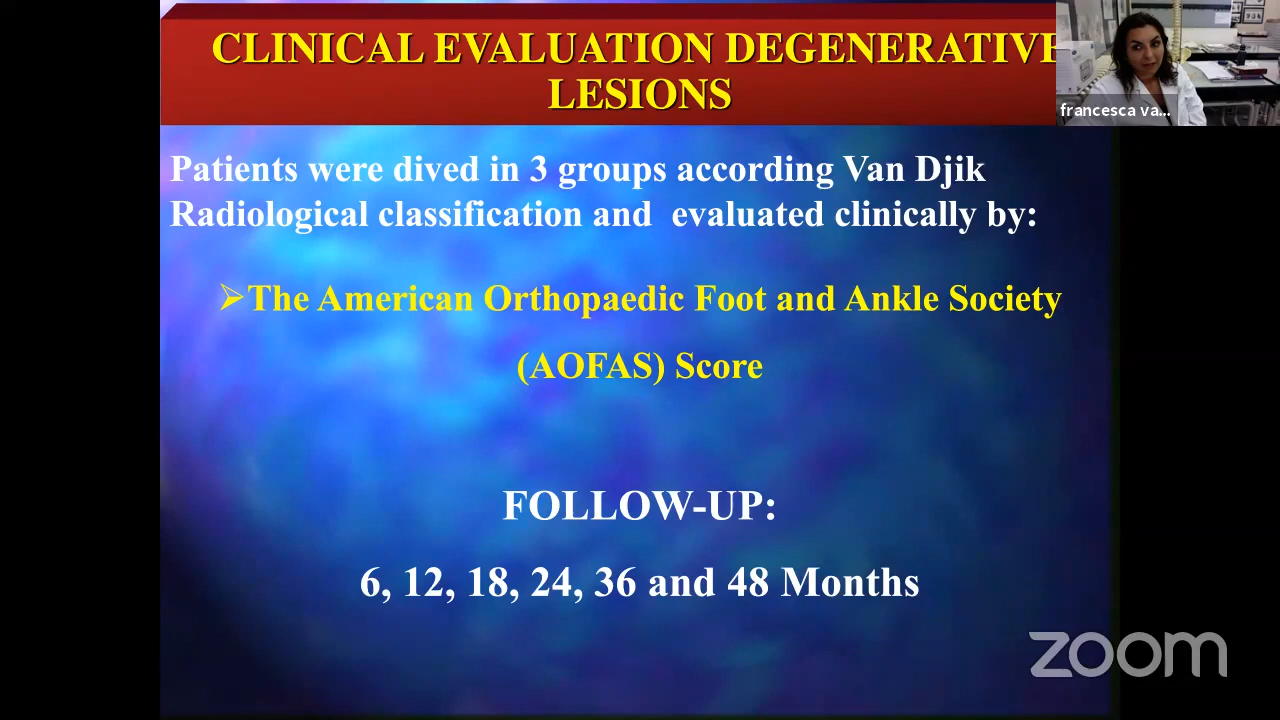 CLINICAL EVALUATION DEGENERATIVE
LESIONS
francesca va...
Patients were dived in 3 groups according Van Djik
Radiological classification and evaluated clinically by:
➢The American Orthopaedic Foot and Ankle Society
(AOFAS) Score
FOLLOW-UP:
6, 12, 18, 24, 36 and 48 Months
zoom